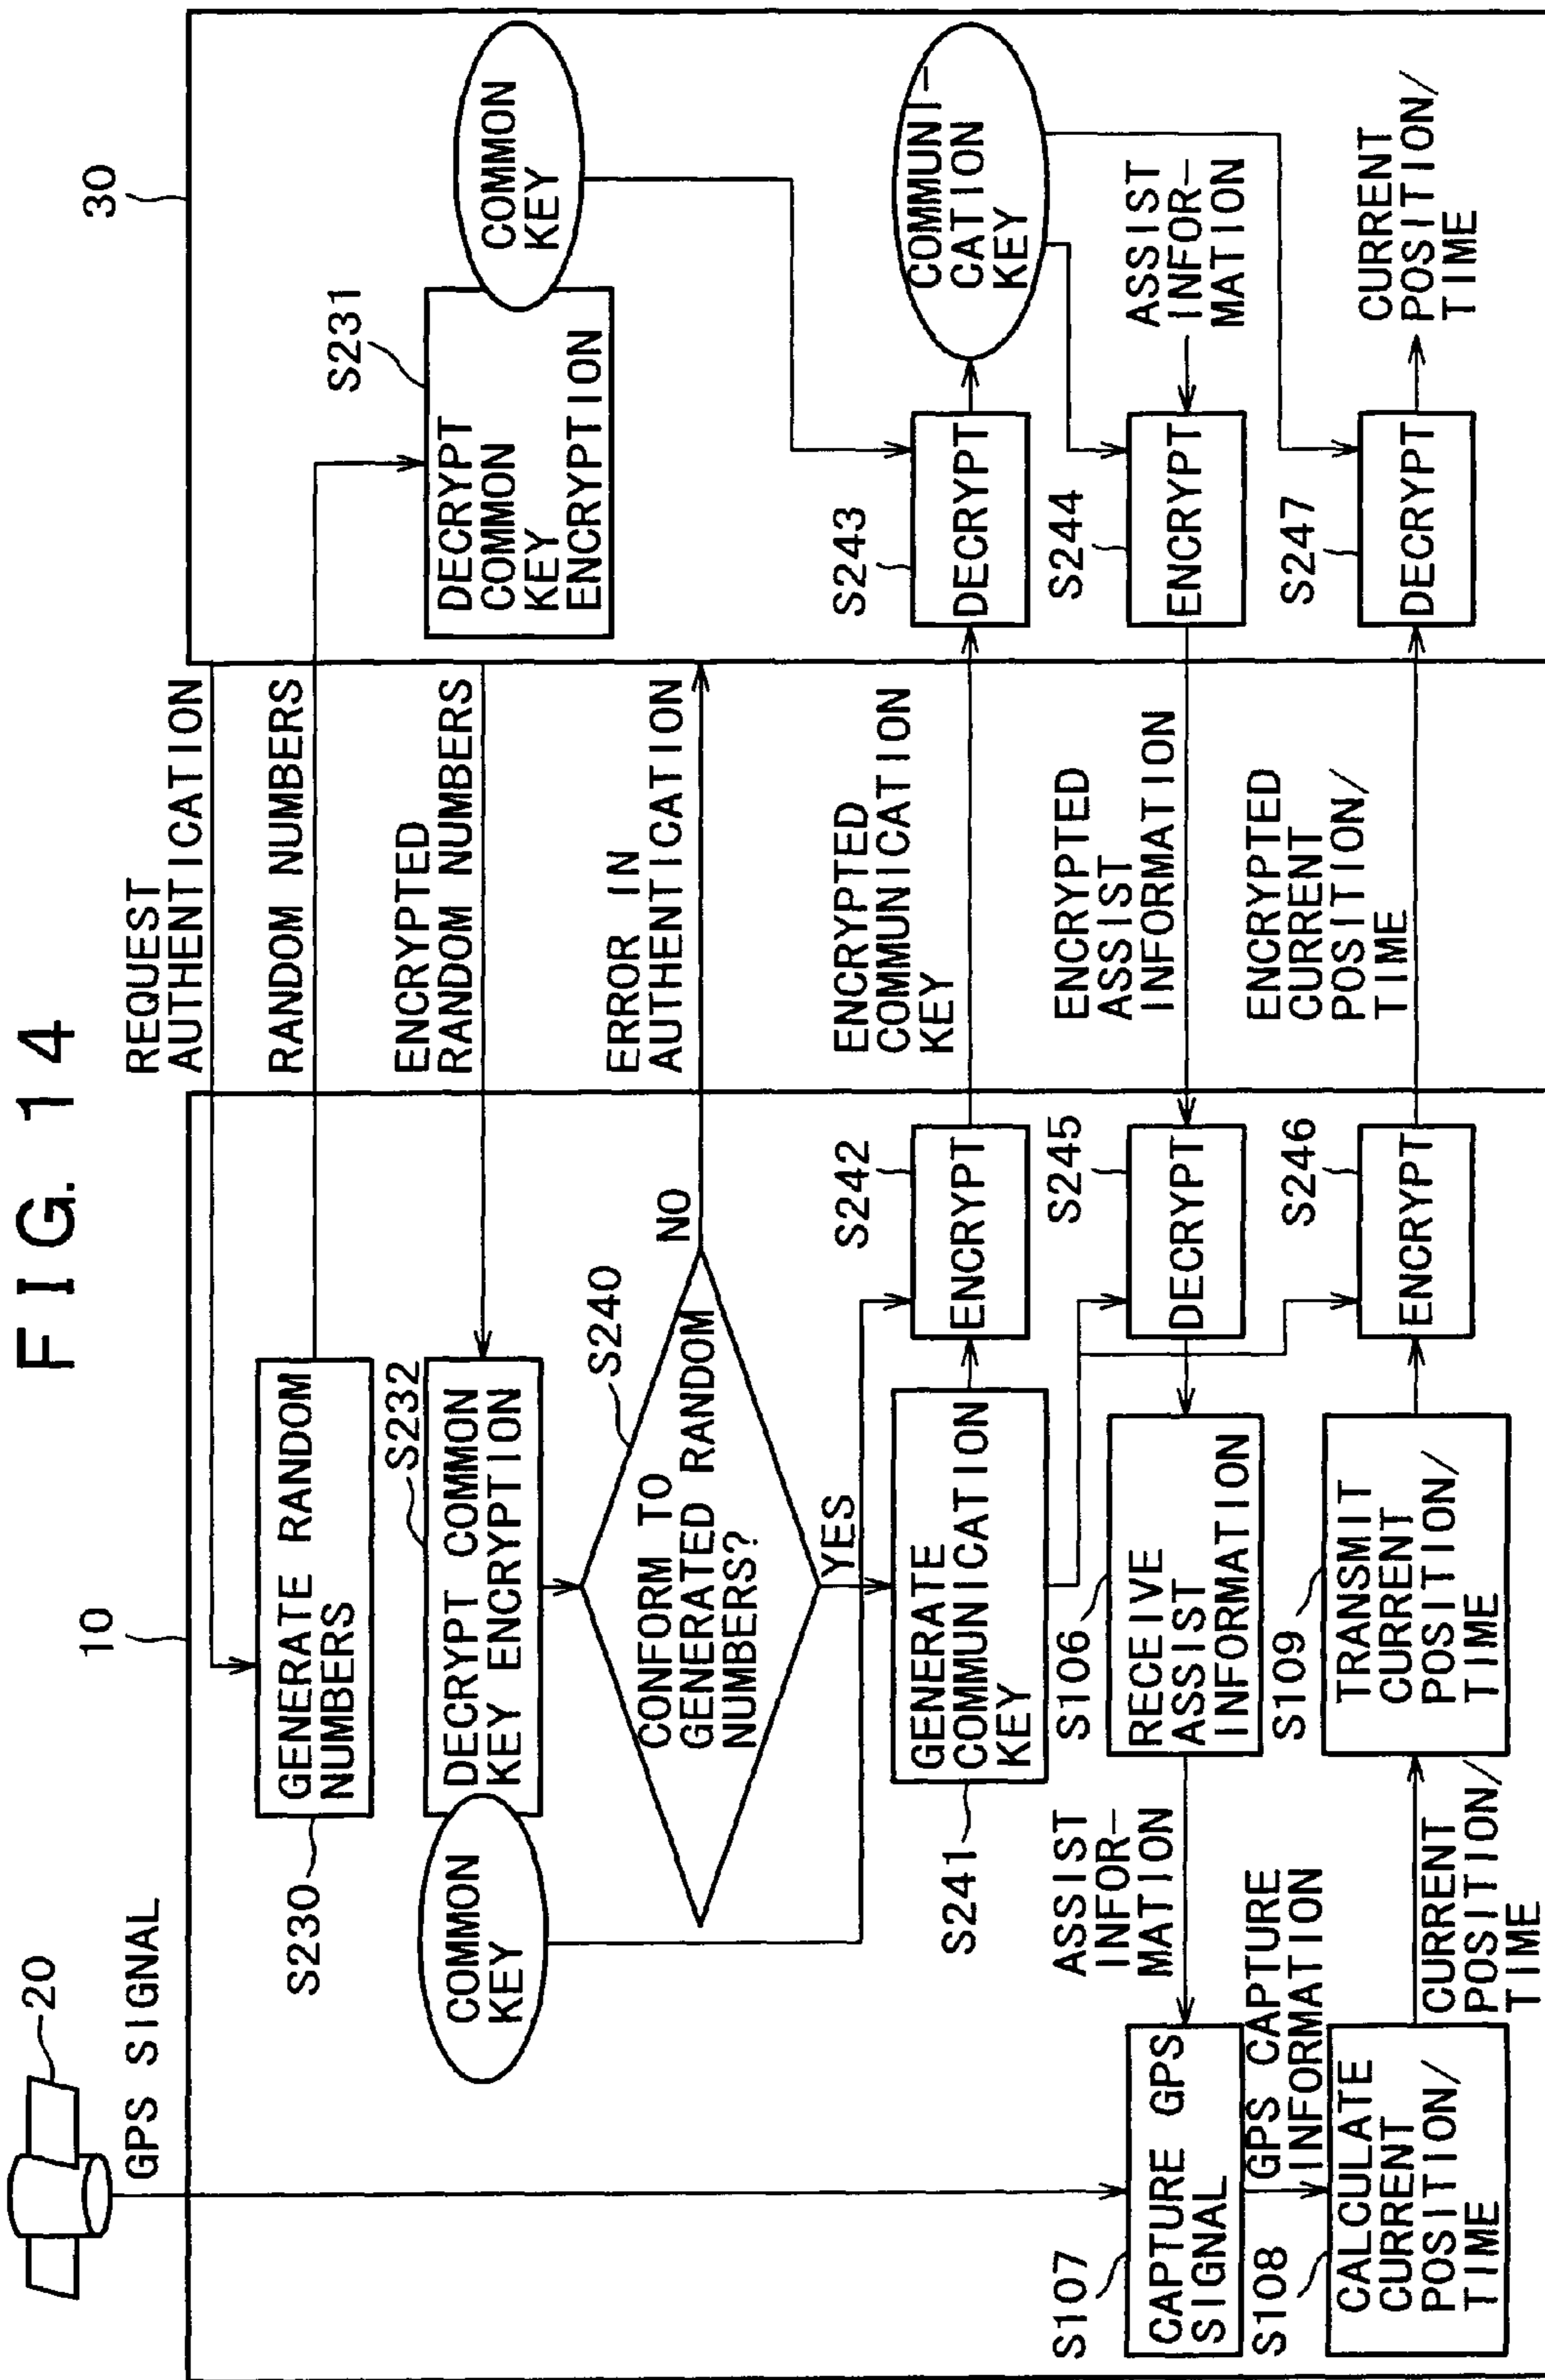 FIG. 14
20
GPS SIGNAL
10
30
REQUEST
AUTHENTICATION
S230
GENERATE RANDOM
NUMBERS
RANDOM NUMBERS
S231
DECRYPT
COMMON
KEY
ENCRYPTION
COMMON
KEY
ENCRYPTED
RANDOM NUMBERS
S232
COMMON
KEY
DECRYPT COMMON
KEY ENCRYPTION
S240
CONFORM TO
GENERATED RANDOM
NUMBERS?
NO
YES
ERROR IN
AUTHENTICATION
S241
GENERATE
COMMUNICATION
KEY
S242
ENCRYPT
ENCRYPTED
COMMUNICATION
KEY
S243
DECRYPT
COMMUNI-
CATION
KEY
S244
ENCRYPT
ASSIST
INFOR-
MATION
ENCRYPTED
ASSIST
INFORMATION
S245
DECRYPT
S106
RECEIVE
ASSIST
INFORMATION
ASSIST
INFOR-
MATION
S107
CAPTURE GPS
SIGNAL
GPS CAPTURE
INFORMATION
S108
CALCULATE
CURRENT
POSITION/
TIME
CURRENT
POSITION/
TIME
S109
TRANSMIT
CURRENT
POSITION/
TIME
S246
ENCRYPT
ENCRYPTED
CURRENT
POSITION/
TIME
S247
DECRYPT
CURRENT
POSITION/
TIME